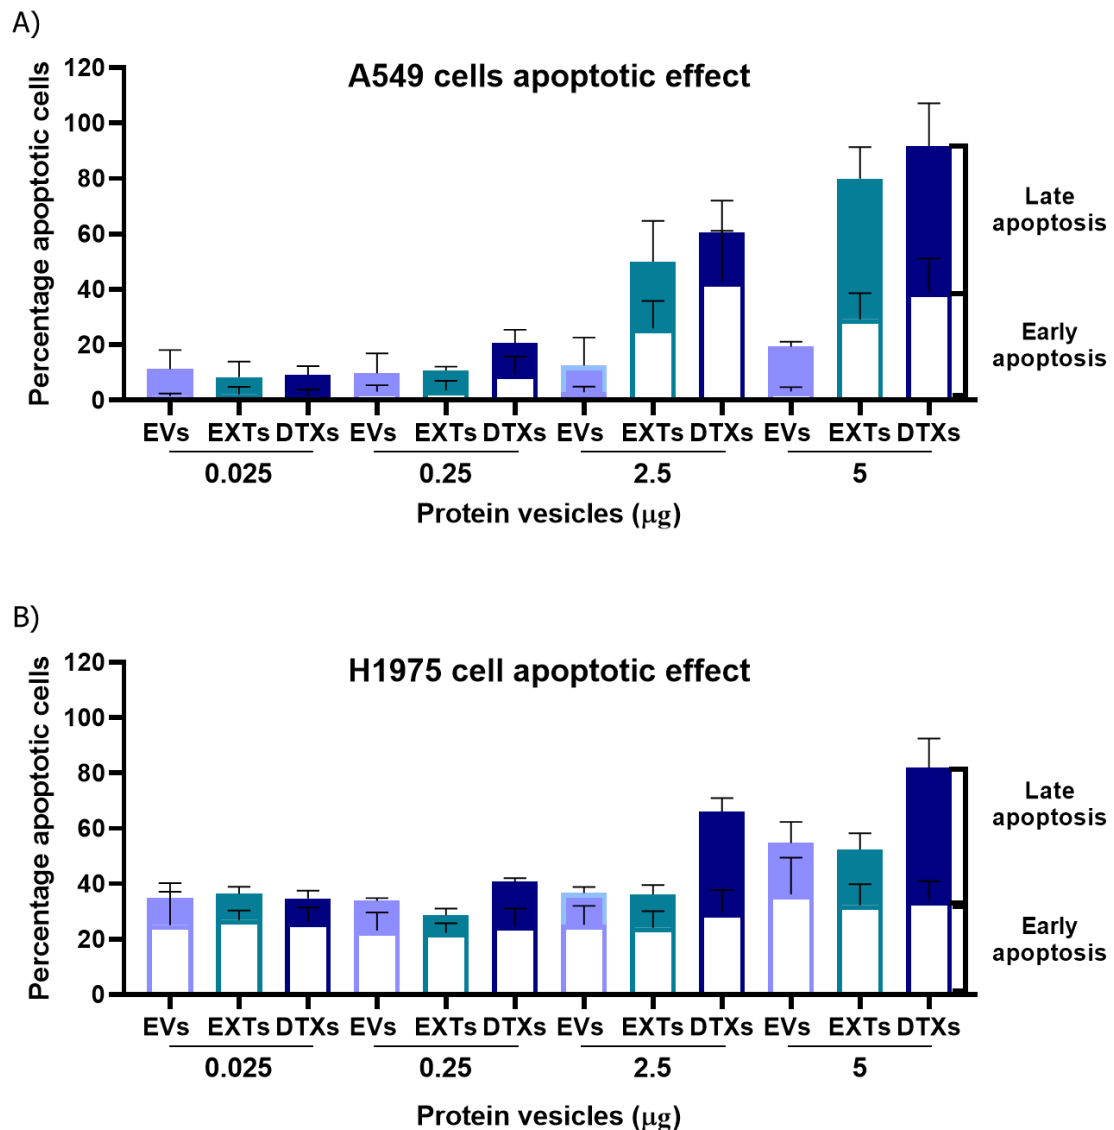 A)
A549 cells apoptotic effect
Percentage apoptotic cells
120
100
80
60
40
20
0
Late
apoptosis
Early
apoptosis
EVs EXTs DTXs EVs EXTs DTXs EVs EXTs DTXs EVs EXTs DTXs
0.025 0.25 2.5 5
Protein vesicles (μg)
B)
H1975 cell apoptotic effect
Percentage apoptotic cells
120
100
80
60
40
20
0
Late
apoptosis
Early
apoptosis
EVs EXTs DTXs EVs EXTs DTXs EVs EXTs DTXs EVs EXTs DTXs
0.025 0.25 2.5 5
Protein vesicles (μg)